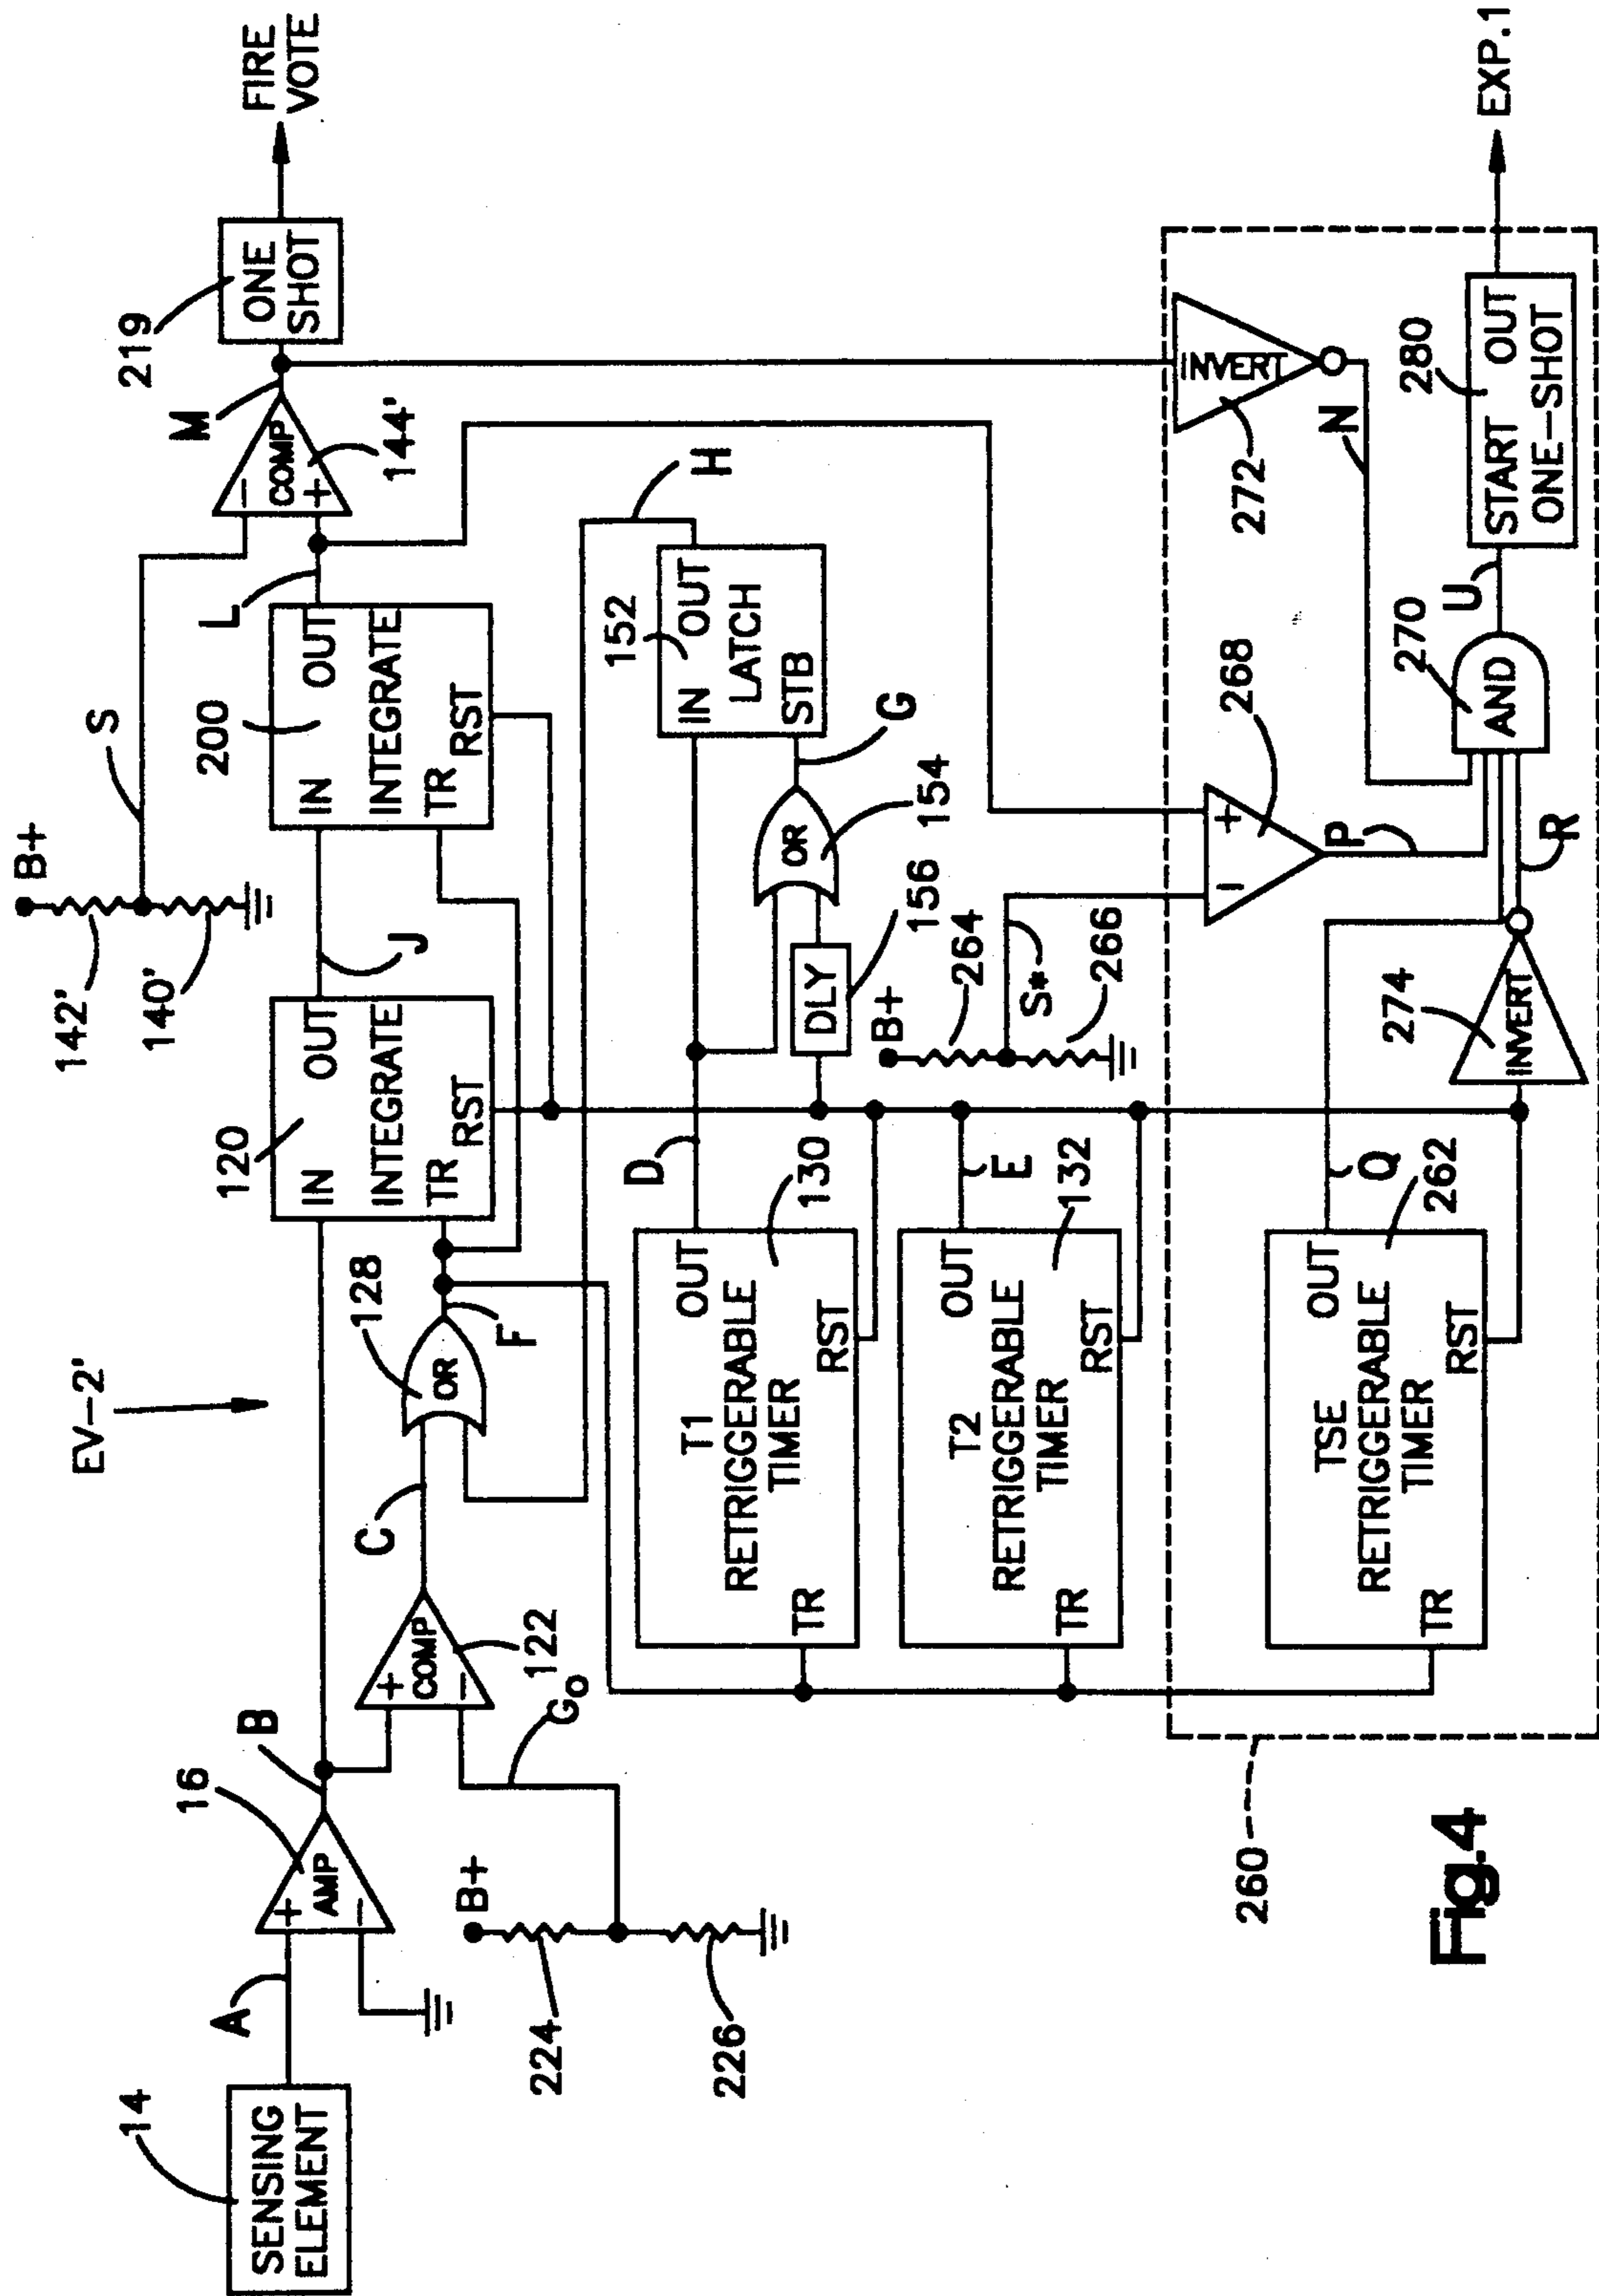 EV-2'
14
SENSING
ELEMENT
A
16
+
AMP
−
B
B+
224
226
G0
+
COMP
−
122
C
128
OR
F
120
IN
OUT
INTEGRATE
TR
RST
J
B+
142'
140'
S
200
IN
OUT
INTEGRATE
TR
RST
L
−
COMP
+
144'
M
219
ONE
SHOT
FIRE
VOTE
T1
RETRIGGERABLE
TIMER
TR
OUT
RST
130
D
T2
RETRIGGERABLE
TIMER
TR
OUT
RST
132
E
DLY
156
OR
154
G
152
IN
OUT
LATCH
STB
H
B+
264
S*
266
260
TSE
RETRIGGERABLE
TIMER
TR
OUT
RST
262
Q
274
INVERT
R
−
+
268
P
INVERT
272
N
270
AND
U
280
START OUT
ONE-SHOT
EXP.1
Fig.4